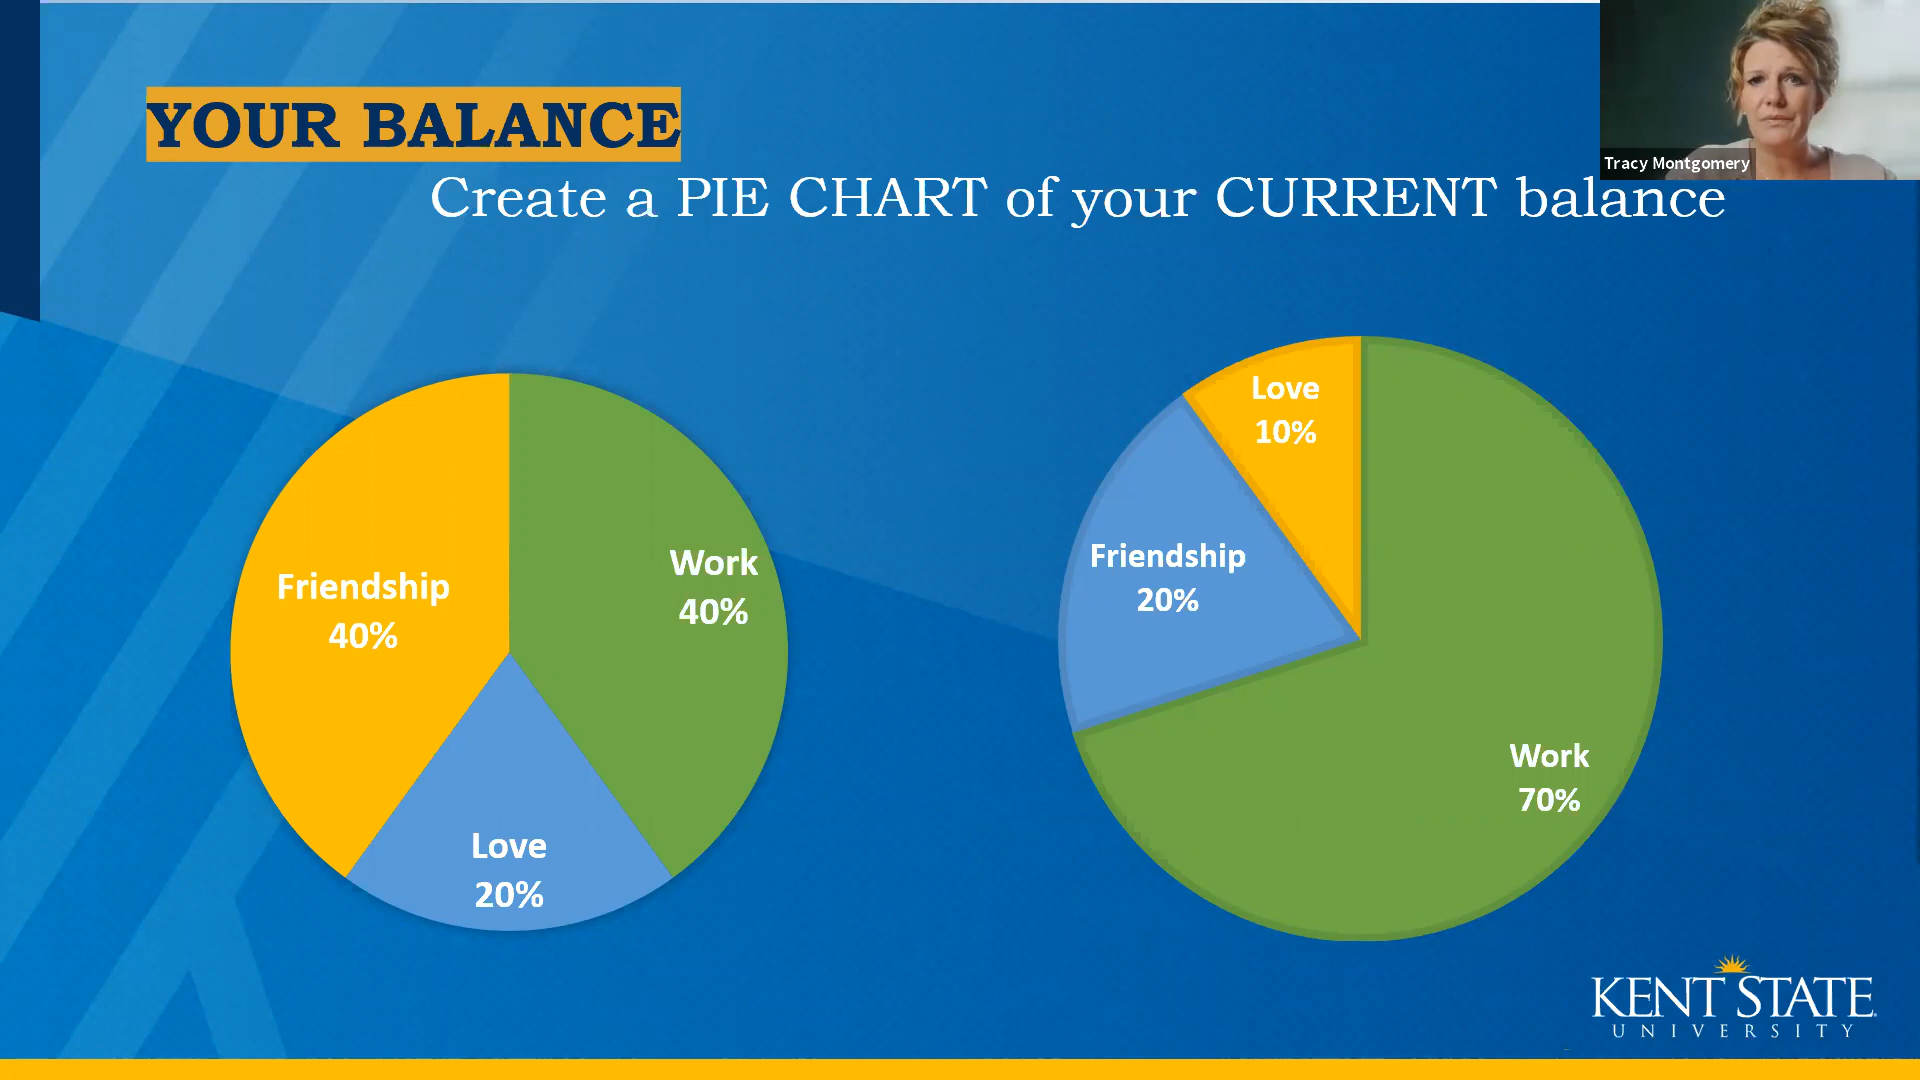 YOUR BALANCE
Tracy Montgomery
Create a PIE CHART of your CURRENT balance
Friendship
40%
Work
40%
Love
20%
Love
10%
Friendship
20%
Work
70%
KENT STATE
UNIVERSITY